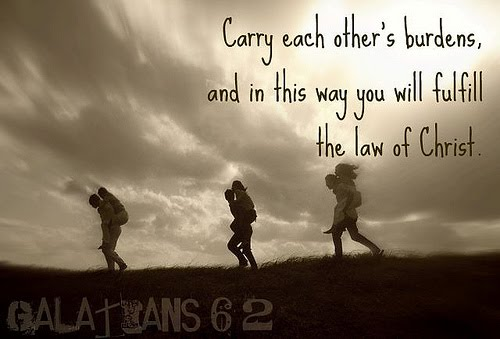 Carry each other's burdens,
and in this way you will fulfill
the law of Christ.
GALATIANS 6 2